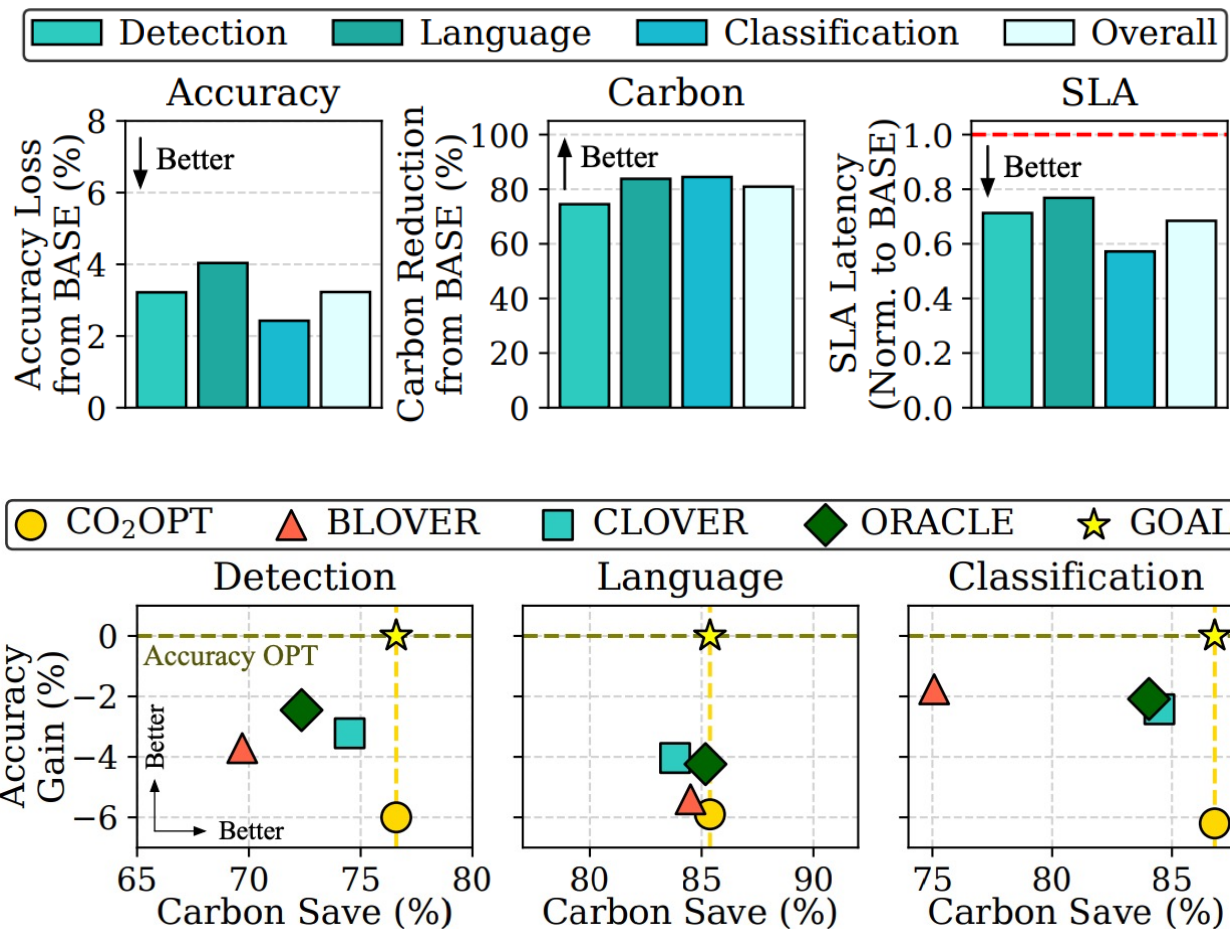 Detection Language Classification Overall
Accuracy Carbon SLA
Accuracy Loss
from BASE (%)
8
6
4
2
0
↓ Better
Carbon Reduction
from BASE (%)
100
80
60
40
20
0
↑ Better
SLA Latency
(Norm. to BASE)
1.0
0.8
0.6
0.4
0.2
0.0
↓ Better
CO₂OPT BLOVER CLOVER ORACLE GOAL
Detection Language Classification
Accuracy
Gain (%)
0
−2
−4
−6
Accuracy OPT
Better
Better
65 70 75 80
80 85 90
75 80 85
Carbon Save (%) Carbon Save (%) Carbon Save (%)